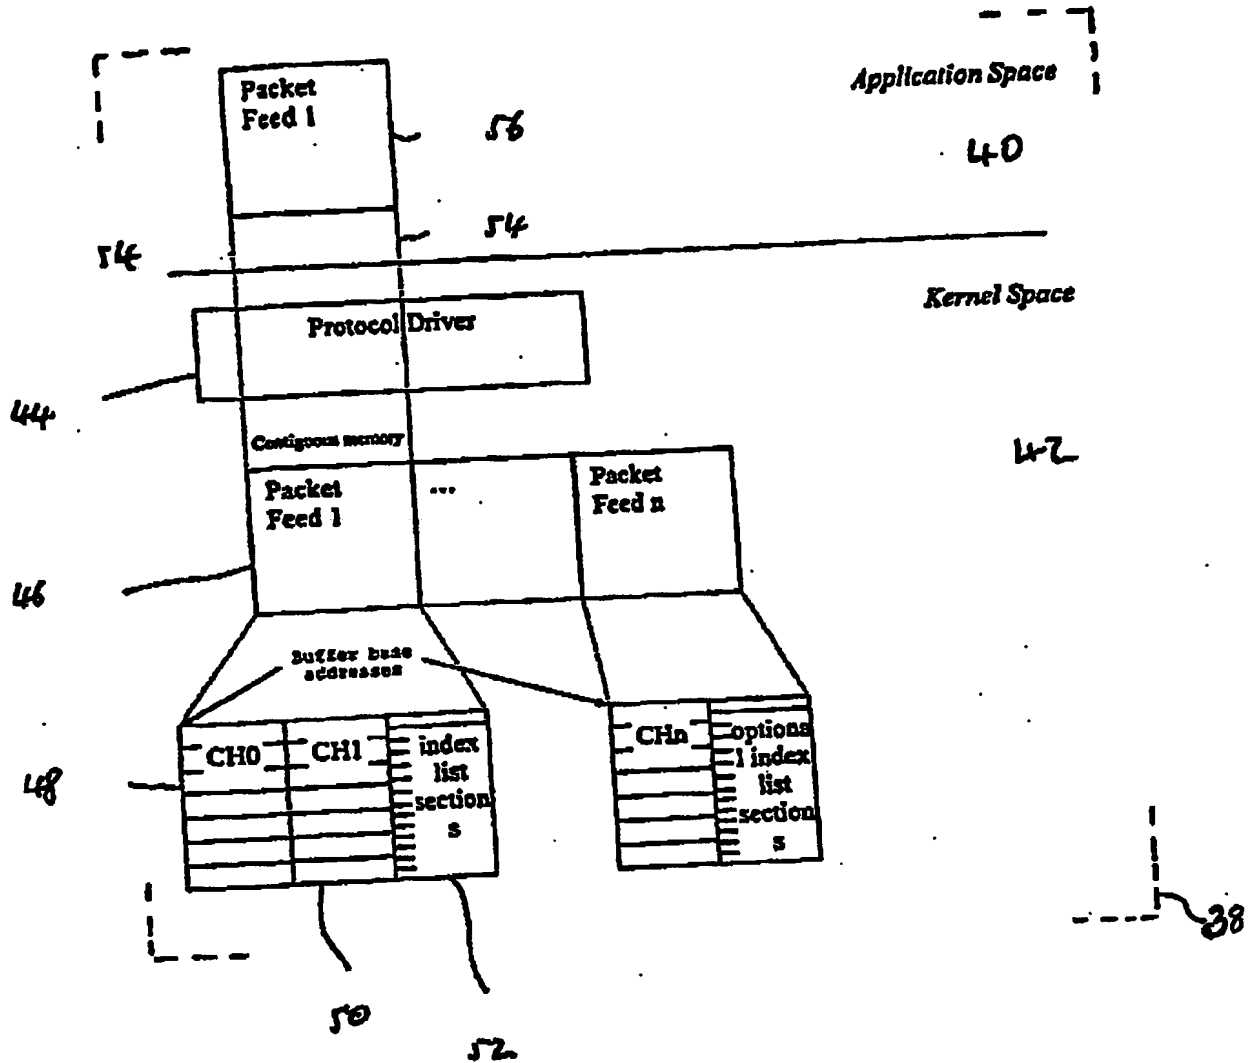 Packet
Feed 1
56
Application Space
40
54
54
Kernel Space
Protocol Driver
44
Contiguous memory
42
Packet
Feed 1
...
Packet
Feed n
46
Buffer base
addresses
CH0
CH1
index
list
section
s
CHn
optiona
l index
list
section
s
48
38
50
52